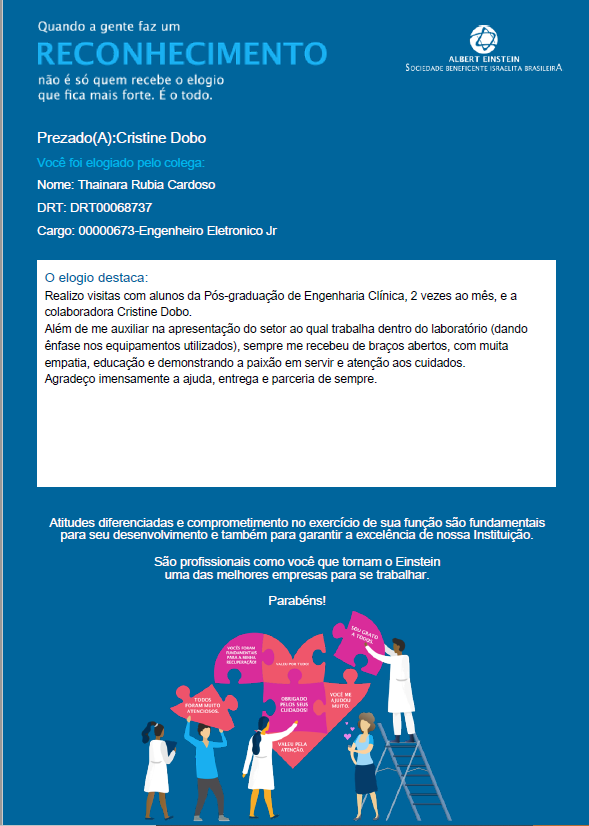 Quando a gente faz um
RECONHECIMENTO
não é só quem recebe o elogio
que fica mais forte. É o todo.
ALBERT EINSTEIN
SOCIEDADE BENEFICENTE ISRAELITA BRASILEIRA
Prezado(A):Cristine Dobo
Você foi elogiado pelo colega:
Nome: Thainara Rubia Cardoso
DRT: DRT00068737
Cargo: 00000673-Engenheiro Eletronico Jr
O elogio destaca:
Realizo visitas com alunos da Pós-graduação de Engenharia Clínica, 2 vezes ao mês, e a
colaboradora Cristine Dobo.
Além de me auxiliar na apresentação do setor ao qual trabalha dentro do laboratório (dando
ênfase nos equipamentos utilizados), sempre me recebeu de braços abertos, com muita
empatia, educação e demonstrando a paixão em servir e atenção aos cuidados.
Agradeço imensamente a ajuda, entrega e parceria de sempre.
Atitudes diferenciadas e comprometimento no exercício de sua função são fundamentais
para seu desenvolvimento e também para garantir a excelência de nossa Instituição.
São profissionais como você que tornam o Einstein
uma das melhores empresas para se trabalhar.
Parabéns!
SOU GRATO
A TODOS.
VOCÊS FORAM
FUNDAMENTAIS
PARA A MINHA
RECUPERAÇÃO!
VALEU POR TUDO!
TODOS
FORAM MUITO
ATENCIOSOS.
OBRIGADO
PELOS SEUS
CUIDADOS!
VOCÊ ME
AJUDOU
MUITO.
VALEU PELA
ATENÇÃO.